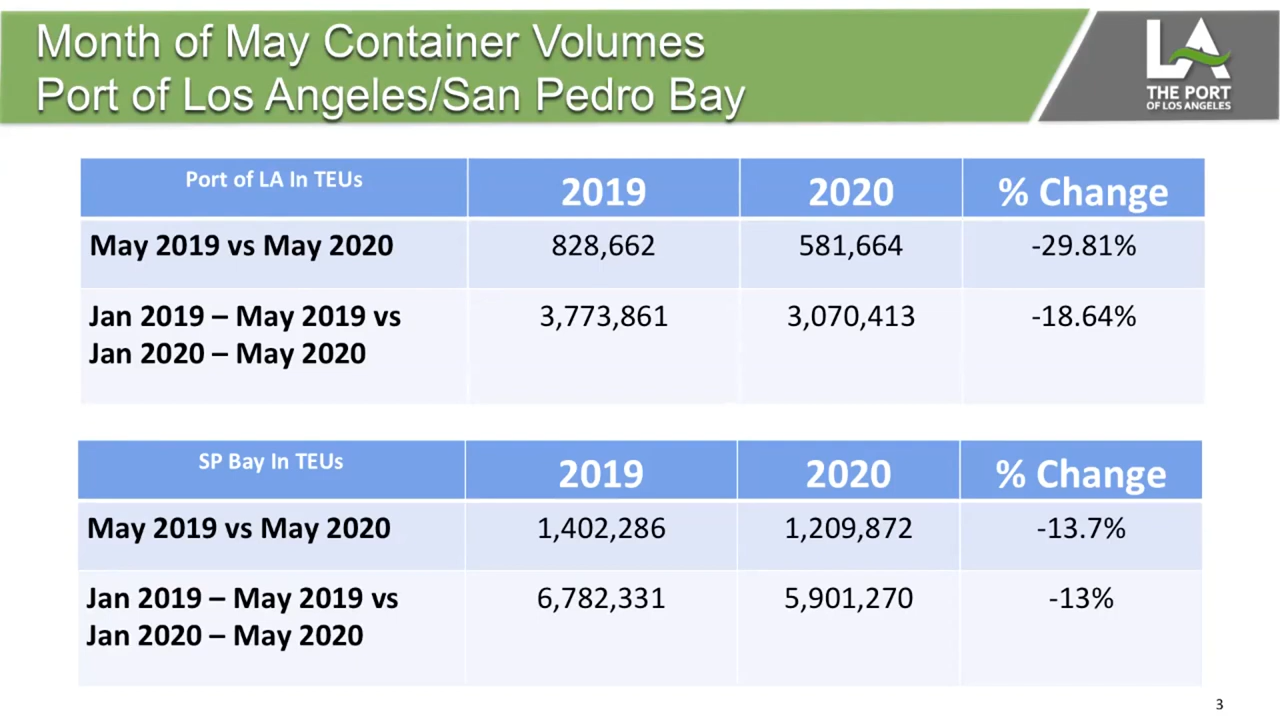 Month of May Container Volumes
Port of Los Angeles/San Pedro Bay
LA
THE PORT
OF LOS ANGELES
Port of LA In TEUs 2019 2020 % Change
May 2019 vs May 2020 828,662 581,664 -29.81%
Jan 2019 – May 2019 vs 3,773,861 3,070,413 -18.64%
Jan 2020 – May 2020
SP Bay In TEUs 2019 2020 % Change
May 2019 vs May 2020 1,402,286 1,209,872 -13.7%
Jan 2019 – May 2019 vs 6,782,331 5,901,270 -13%
Jan 2020 – May 2020
3